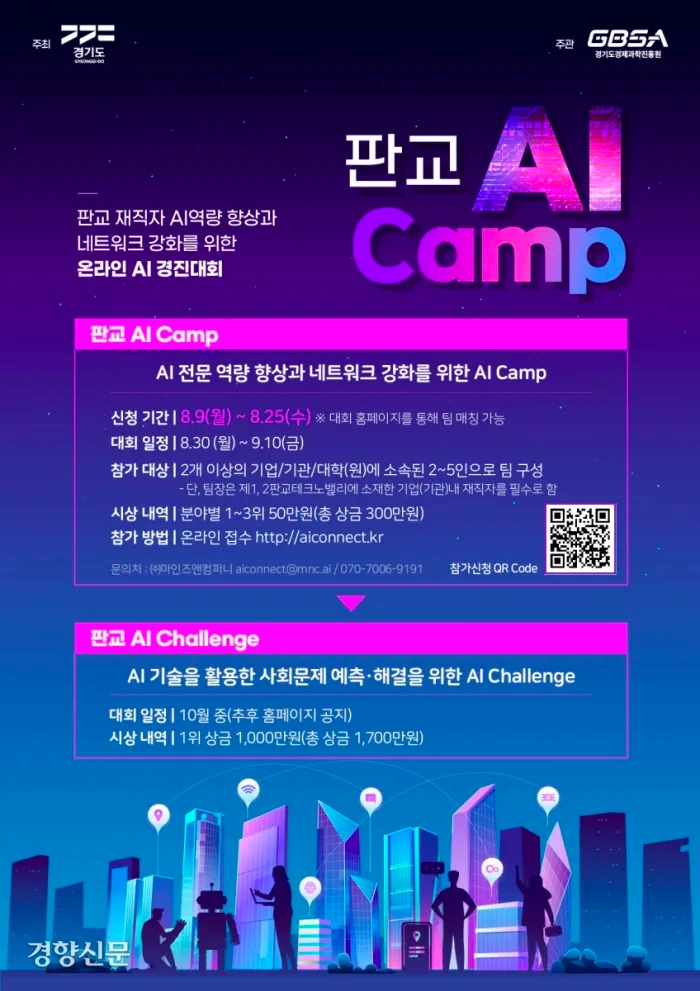 주최
경기도
GYEONGGI-DO
주관
GBSA
경기도경제과학진흥원
판교 AI
Camp
판교 재직자 AI역량 향상과
네트워크 강화를 위한
온라인 AI 경진대회
판교 AI Camp
AI 전문 역량 향상과 네트워크 강화를 위한 AI Camp
신청 기간 | 8.9(월) ~ 8.25(수) ※ 대회 홈페이지를 통해 팀 매칭 가능
대회 일정 | 8.30 (월) ~ 9.10(금)
참가 대상 | 2개 이상의 기업/기관/대학(원)에 소속된 2~5인으로 팀 구성
- 단, 팀장은 제1, 2판교테크노밸리에 소재한 기업(기관)내 재직자를 필수로 함
시상 내역 | 분야별 1~3위 50만원(총 상금 300만원)
참가 방법 | 온라인 접수 http://aiconnect.kr
문의처 : ㈜마인즈앤컴퍼니 aiconnect@mnc.ai / 070-7006-9191
참가신청 QR Code
판교 AI Challenge
AI 기술을 활용한 사회문제 예측·해결을 위한 AI Challenge
대회 일정 | 10월 중(추후 홈페이지 공지)
시상 내역 | 1위 상금 1,000만원(총 상금 1,700만원)
경향신문